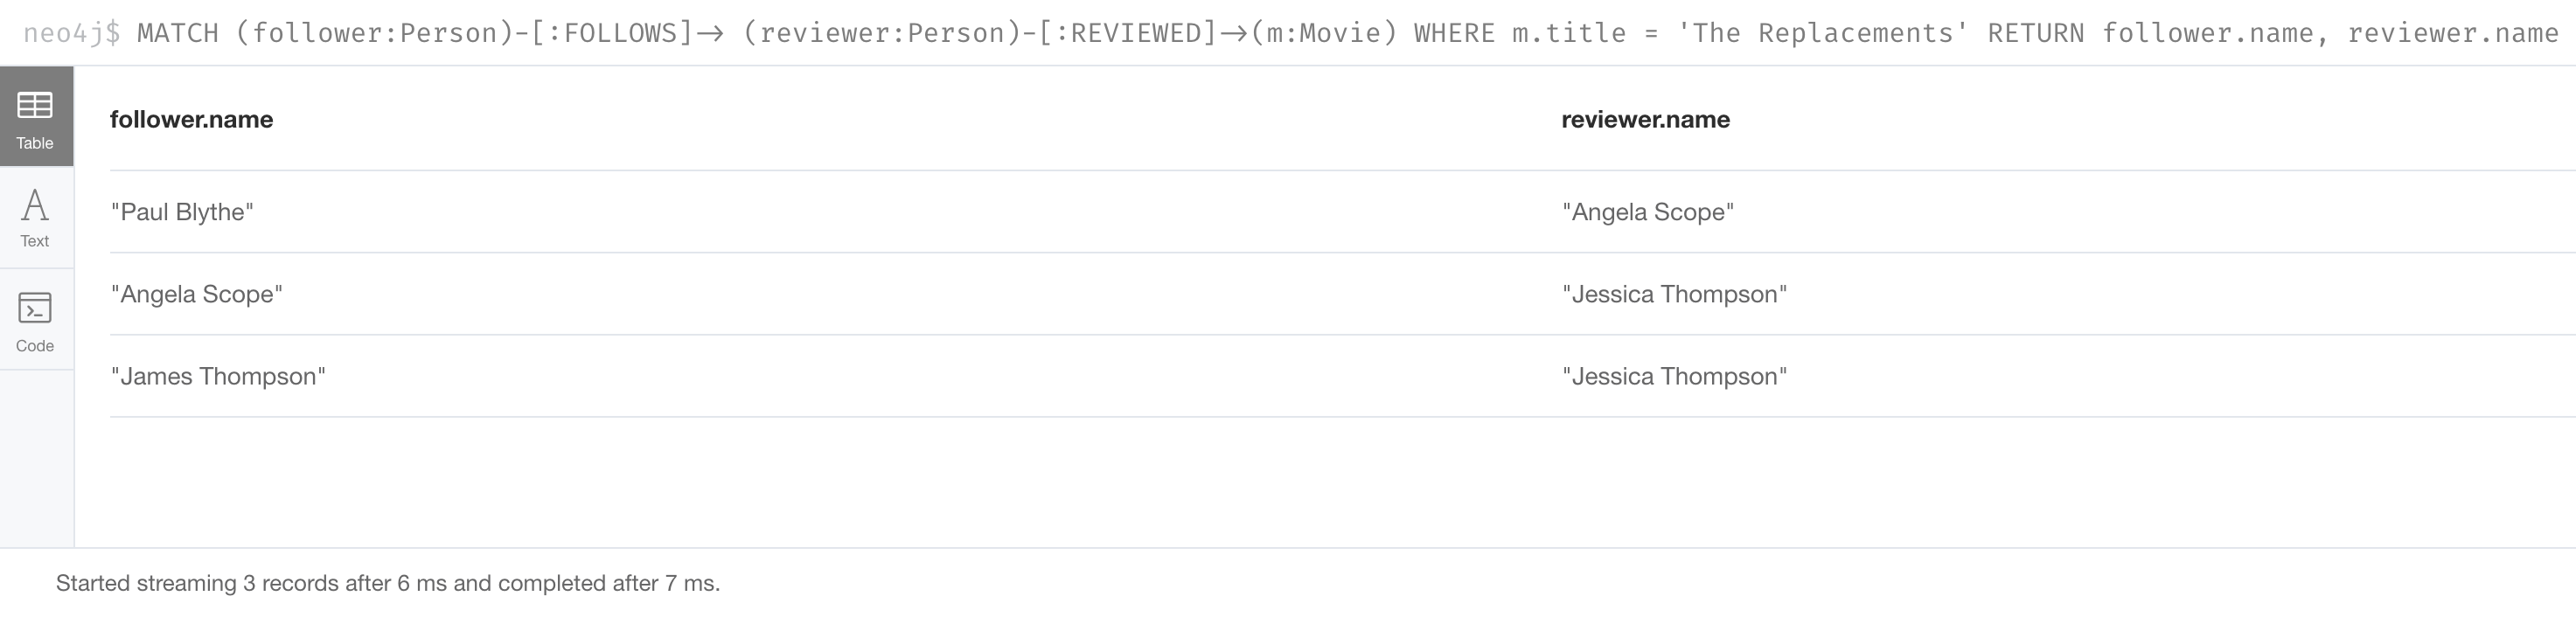 neo4j$ MATCH (follower:Person)-[:FOLLOWS]-> (reviewer:Person)-[:REVIEWED]->(m:Movie) WHERE m.title = 'The Replacements' RETURN follower.name, reviewer.name
Table
follower.name reviewer.name
"Paul Blythe" "Angela Scope"
Text
"Angela Scope" "Jessica Thompson"
Code
"James Thompson" "Jessica Thompson"
Started streaming 3 records after 6 ms and completed after 7 ms.